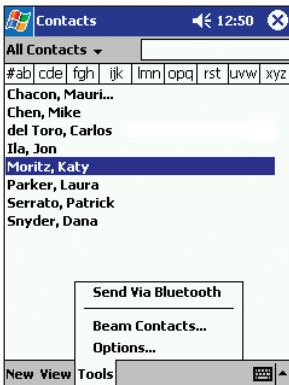 Contacts 12:50
All Contacts
#ab cde fgh ijk lmn opq rst uvw xyz
Chacon, Mauri...
Chen, Mike
del Toro, Carlos
Ila, Jon
Moritz, Katy
Parker, Laura
Serrato, Patrick
Snyder, Dana
Send Via Bluetooth
Beam Contacts...
Options...
New View Tools